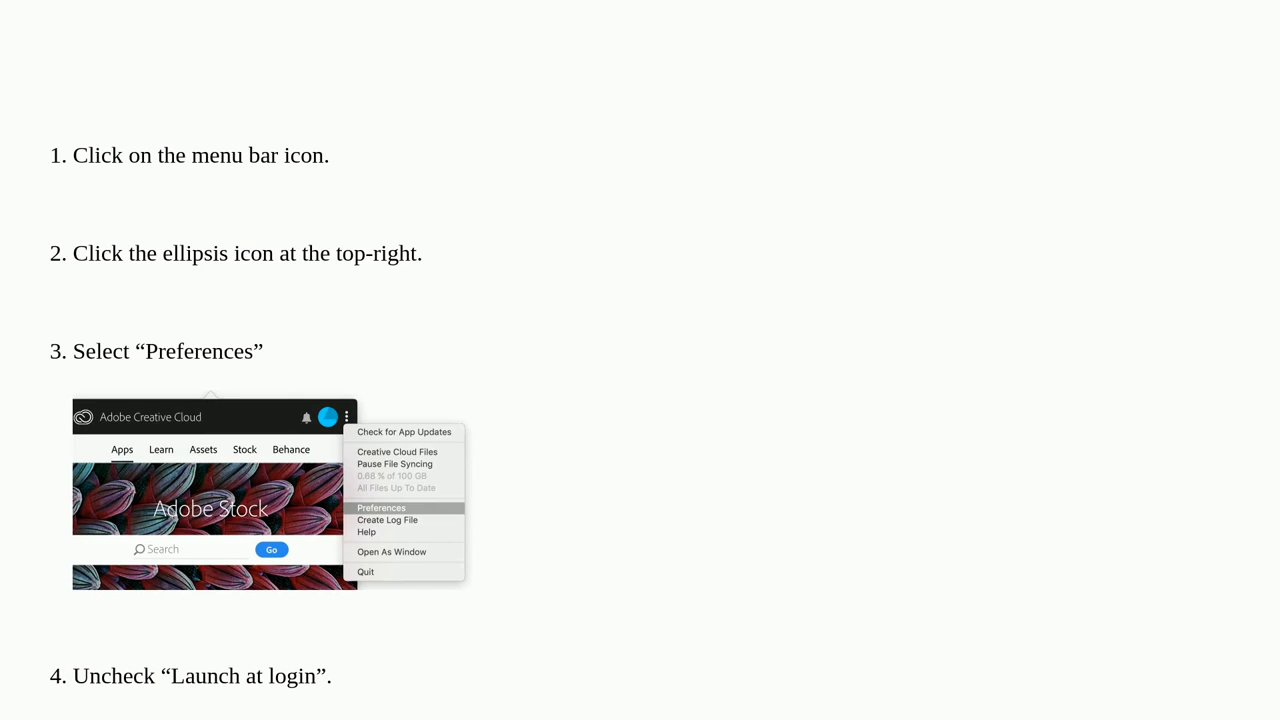 1. Click on the menu bar icon.
2. Click the ellipsis icon at the top-right.
3. Select “Preferences”
Adobe Creative Cloud
Check for App Updates
Apps Learn Assets Stock Behance
Creative Cloud Files
Pause File Syncing
0.68 % of 100 GB
All Files Up To Date
Adobe Stock
Preferences
Create Log File
Help
Search Go
Open As Window
Quit
4. Uncheck “Launch at login”.